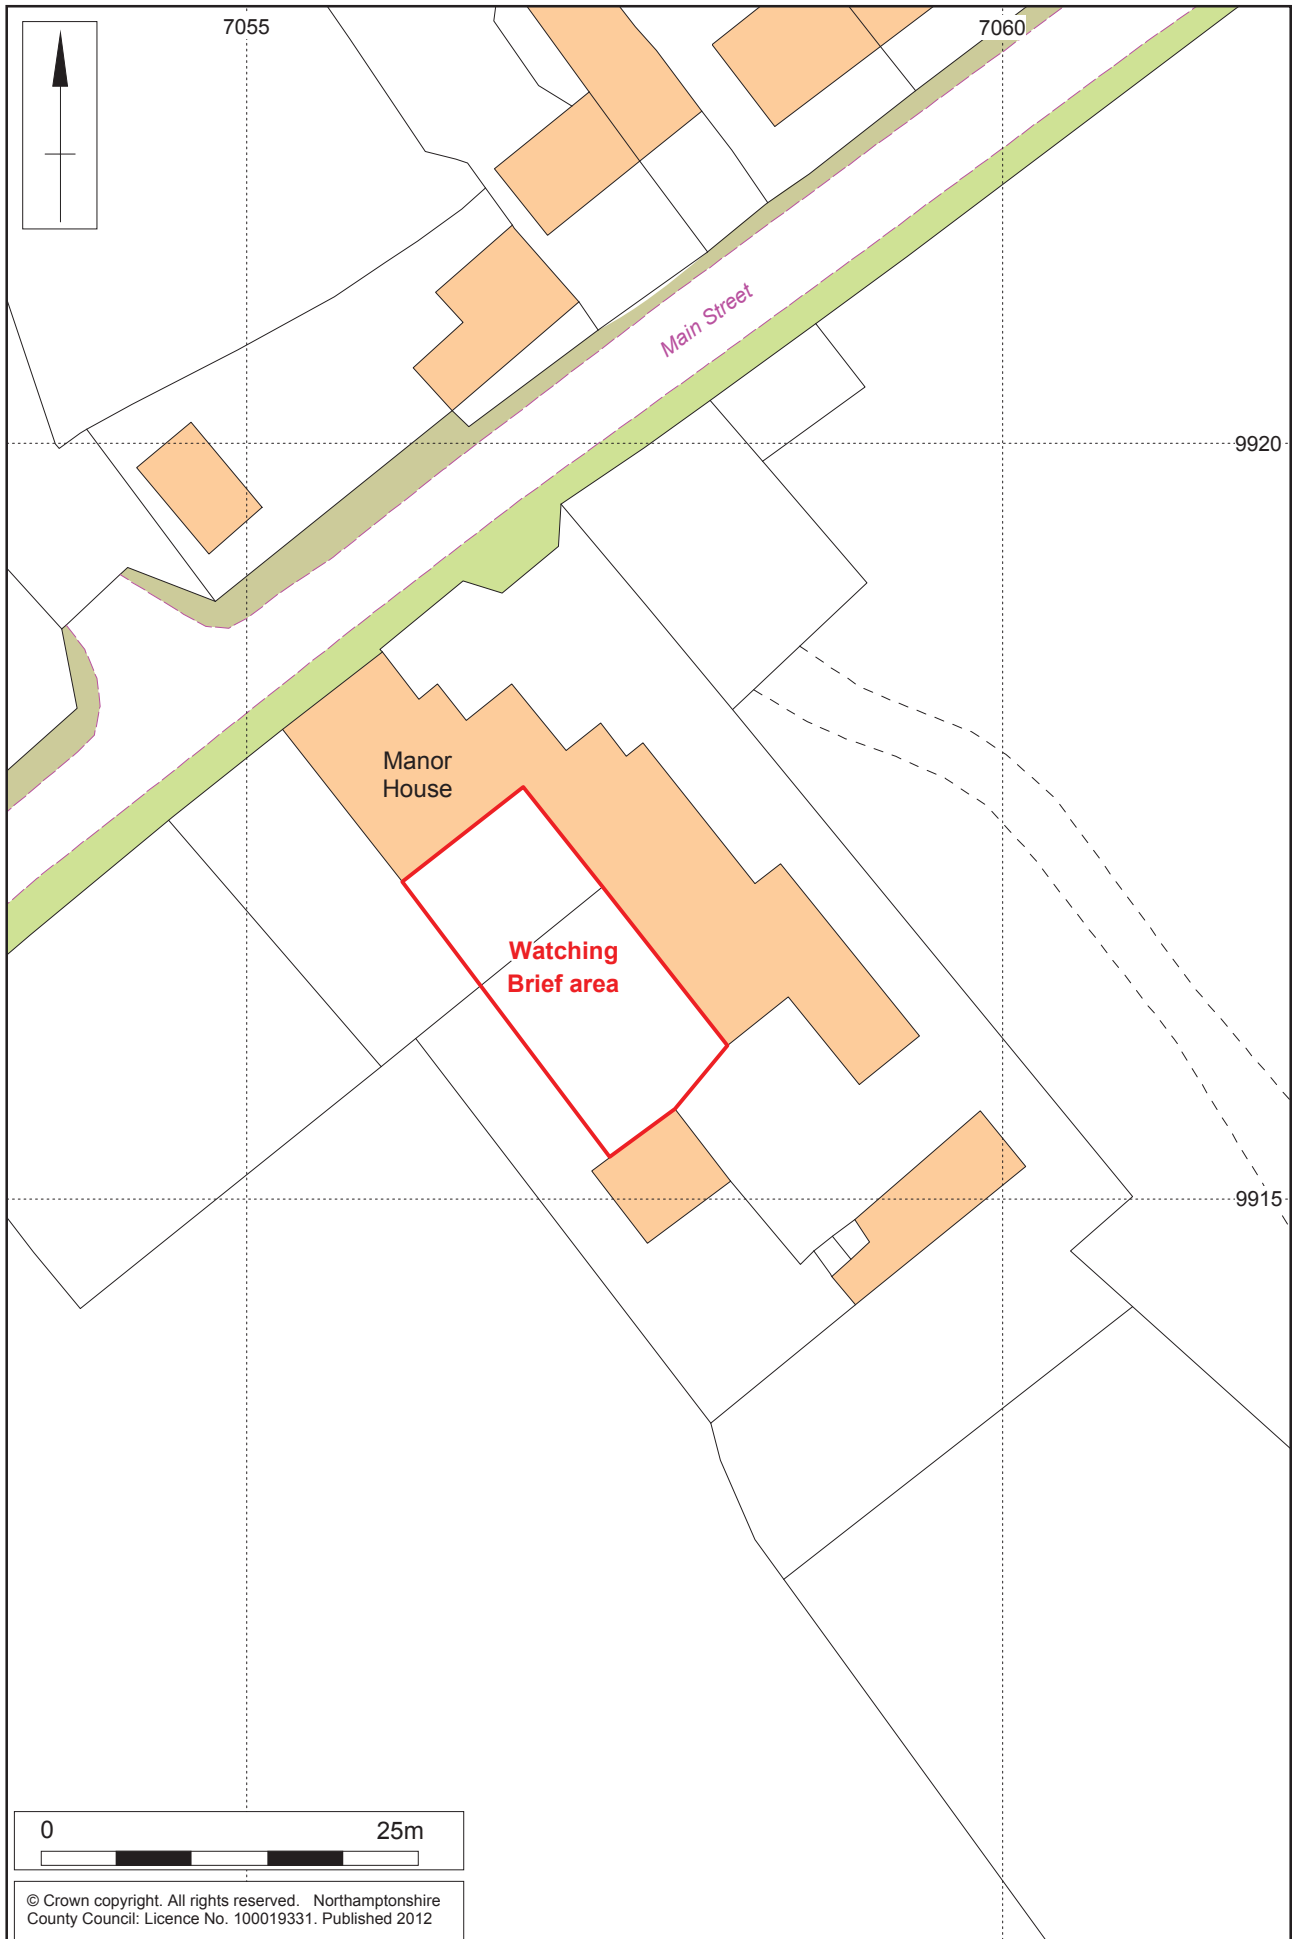 7055
7060
Main Street
9920
Manor
House
Watching
Brief area
9915
0
25m
© Crown copyright. All rights reserved. Northamptonshire
County Council: Licence No. 100019331. Published 2012